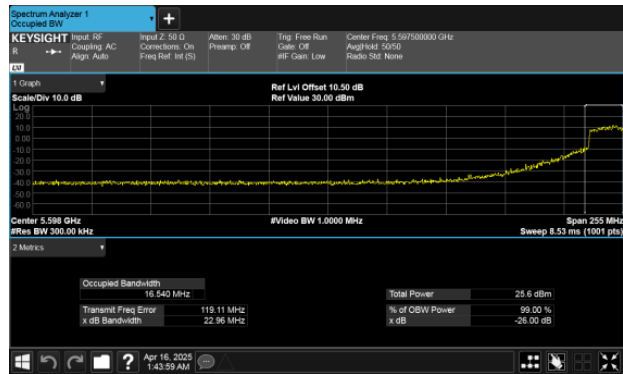 Spectrum Analyzer 1
Occupied BW
+
KEYSIGHT Input: RF Input Z: 50 Ω Atten: 30 dB Trig: Free Run Center Freq: 5.597500000 GHz
R Coupling: AC Corrections: On Preamp: Off Gate: Off Avg|Hold: 50/50
Align: Auto Freq Ref: Int (S) #IF Gain: Low Radio Std: None
LXI
1 Graph Ref Lvl Offset 10.50 dB
Scale/Div 10.0 dB Ref Value 30.00 dBm
Log
20.0
10.0
0.00
-10.0
-20.0
-30.0
-40.0
-50.0
-60.0
Center 5.598 GHz #Video BW 1.0000 MHz Span 255 MHz
#Res BW 300.00 kHz Sweep 8.53 ms (1001 pts)
2 Metrics
Occupied Bandwidth
16.540 MHz Total Power 25.6 dBm
Transmit Freq Error 119.11 MHz % of OBW Power 99.00 %
x dB Bandwidth 22.96 MHz x dB -26.00 dB
? Apr 16, 2025
1:43:59 AM